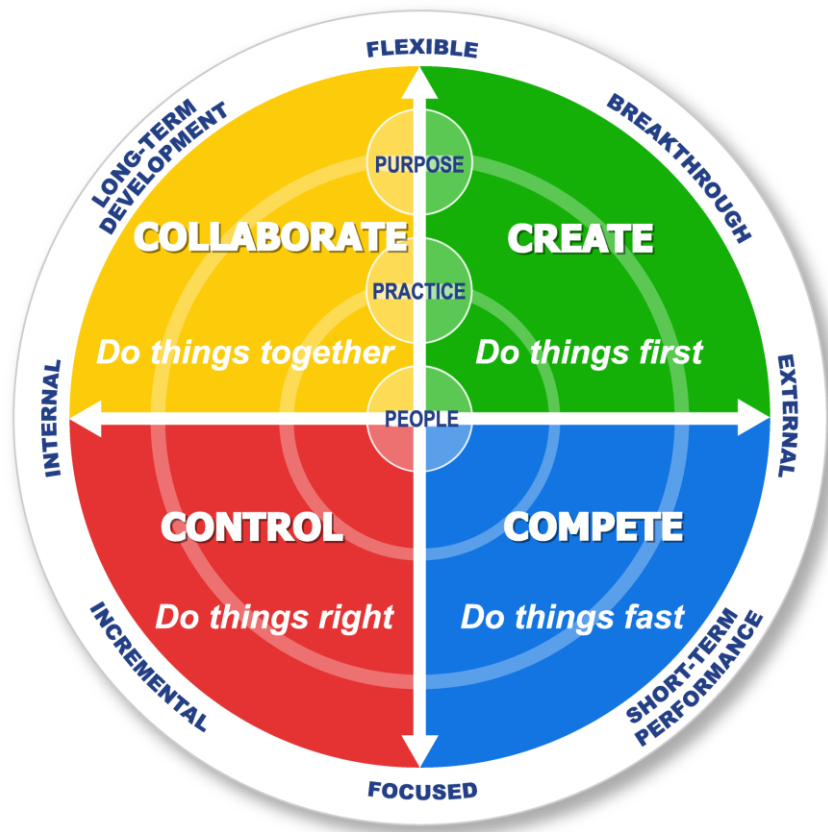 FLEXIBLE
LONG-TERM
DEVELOPMENT
BREAKTHROUGH
PURPOSE
COLLABORATE
CREATE
PRACTICE
Do things together
Do things first
INTERNAL
PEOPLE
EXTERNAL
CONTROL
COMPETE
Do things right
Do things fast
INCREMENTAL
SHORT-TERM
PERFORMANCE
FOCUSED